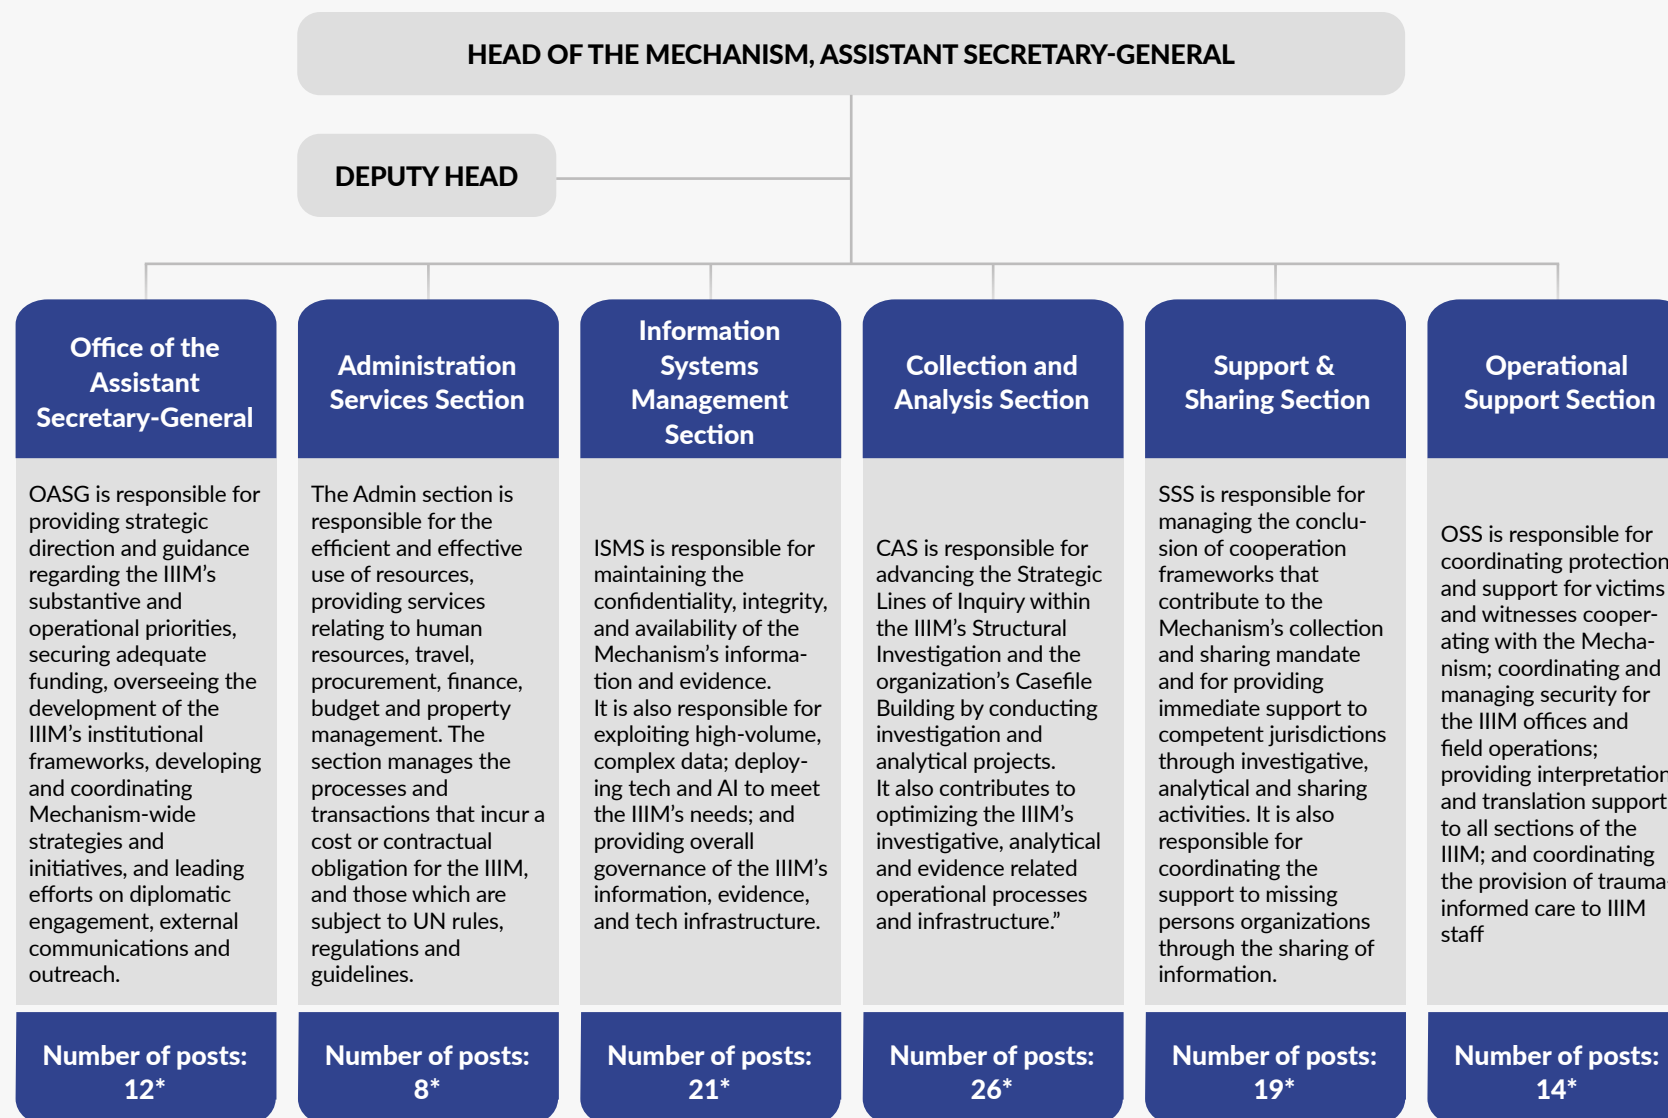 HEAD OF THE MECHANISM, ASSISTANT SECRETARY-GENERAL
DEPUTY HEAD
Office of the
Assistant
Secretary-General
OASG is responsible for
providing strategic
direction and guidance
regarding the IIIM’s
substantive and
operational priorities,
securing adequate
funding, overseeing the
development of the
IIIM’s institutional
frameworks, developing
and coordinating
Mechanism-wide
strategies and
initiatives, and leading
efforts on diplomatic
engagement, external
communications and
outreach.
Number of posts:
12*
Administration
Services Section
The Admin section is
responsible for the
efficient and effective
use of resources,
providing services
relating to human
resources, travel,
procurement, finance,
budget and property
management. The
section manages the
processes and
transactions that incur a
cost or contractual
obligation for the IIIM,
and those which are
subject to UN rules,
regulations and
guidelines.
Number of posts:
8*
Information
Systems
Management
Section
ISMS is responsible for
maintaining the
confidentiality, integrity,
and availability of the
Mechanism’s informa-
tion and evidence.
It is also responsible for
exploiting high-volume,
complex data; deploy-
ing tech and AI to meet
the IIIM’s needs; and
providing overall
governance of the IIIM’s
information, evidence,
and tech infrastructure.
Number of posts:
21*
Collection and
Analysis Section
CAS is responsible for
advancing the Strategic
Lines of Inquiry within
the IIIM’s Structural
Investigation and the
organization’s Casefile
Building by conducting
investigation and
analytical projects.
It also contributes to
optimizing the IIIM’s
investigative, analytical
and evidence related
operational processes
and infrastructure.”
Number of posts:
26*
Support &
Sharing Section
SSS is responsible for
managing the conclu-
sion of cooperation
frameworks that
contribute to the
Mechanism’s collection
and sharing mandate
and for providing
immediate support to
competent jurisdictions
through investigative,
analytical and sharing
activities. It is also
responsible for
coordinating the
support to missing
persons organizations
through the sharing of
information.
Number of posts:
19*
Operational
Support Section
OSS is responsible for
coordinating protection
and support for victims
and witnesses cooper-
ating with the Mecha-
nism; coordinating and
managing security for
the IIIM offices and
field operations;
providing interpretation
and translation support
to all sections of the
IIIM; and coordinating
the provision of trauma-
informed care to IIIM
staff
Number of posts:
14*